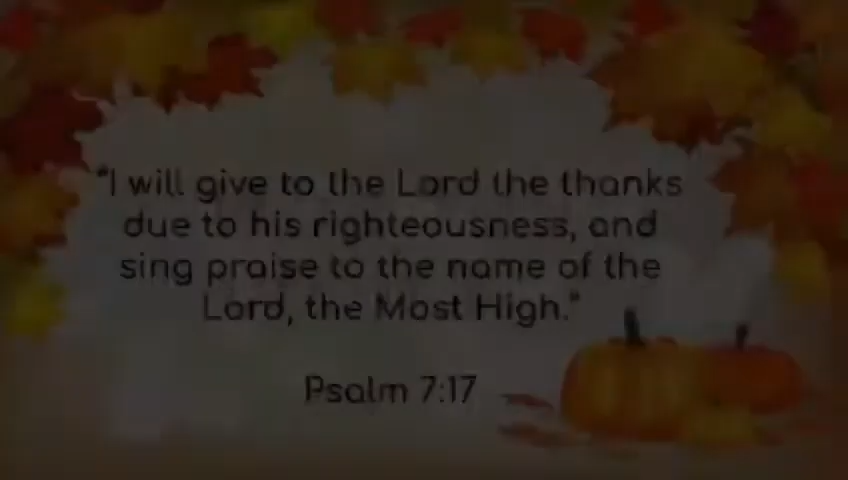 "I will give to the Lord the thanks
due to his righteousness, and
sing praise to the name of the
Lord, the Most High."
Psalm 7:17